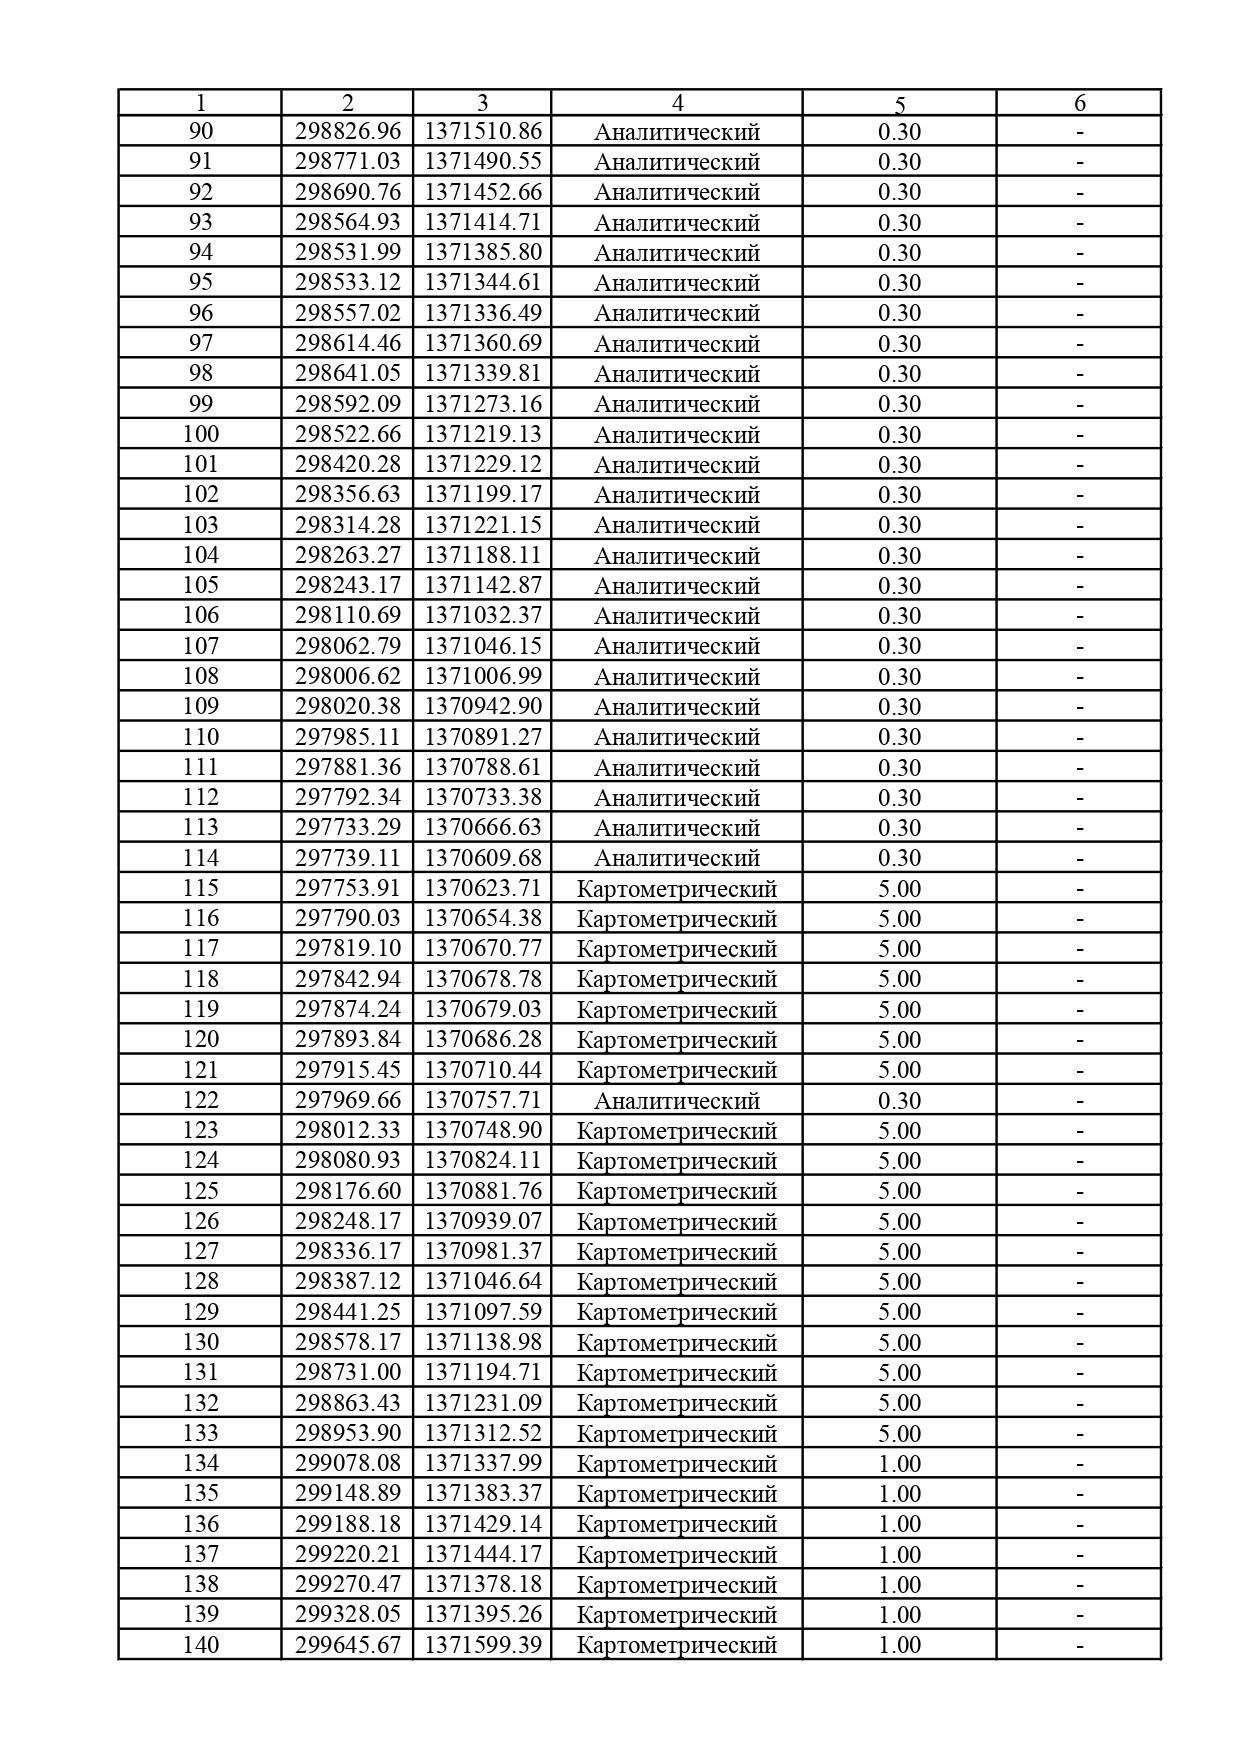 1 2 3 4 5 6
90 298826.96 1371510.86 Аналитический 0.30 -
91 298771.03 1371490.55 Аналитический 0.30 -
92 298690.76 1371452.66 Аналитический 0.30 -
93 298564.93 1371414.71 Аналитический 0.30 -
94 298531.99 1371385.80 Аналитический 0.30 -
95 298533.12 1371344.61 Аналитический 0.30 -
96 298557.02 1371336.49 Аналитический 0.30 -
97 298614.46 1371360.69 Аналитический 0.30 -
98 298641.05 1371339.81 Аналитический 0.30 -
99 298592.09 1371273.16 Аналитический 0.30 -
100 298522.66 1371219.13 Аналитический 0.30 -
101 298420.28 1371229.12 Аналитический 0.30 -
102 298356.63 1371199.17 Аналитический 0.30 -
103 298314.28 1371221.15 Аналитический 0.30 -
104 298263.27 1371188.11 Аналитический 0.30 -
105 298243.17 1371142.87 Аналитический 0.30 -
106 298110.69 1371032.37 Аналитический 0.30 -
107 298062.79 1371046.15 Аналитический 0.30 -
108 298006.62 1371006.99 Аналитический 0.30 -
109 298020.38 1370942.90 Аналитический 0.30 -
110 297985.11 1370891.27 Аналитический 0.30 -
111 297881.36 1370788.61 Аналитический 0.30 -
112 297792.34 1370733.38 Аналитический 0.30 -
113 297733.29 1370666.63 Аналитический 0.30 -
114 297739.11 1370609.68 Аналитический 0.30 -
115 297753.91 1370623.71 Картометрический 5.00 -
116 297790.03 1370654.38 Картометрический 5.00 -
117 297819.10 1370670.77 Картометрический 5.00 -
118 297842.94 1370678.78 Картометрический 5.00 -
119 297874.24 1370679.03 Картометрический 5.00 -
120 297893.84 1370686.28 Картометрический 5.00 -
121 297915.45 1370710.44 Картометрический 5.00 -
122 297969.66 1370757.71 Аналитический 0.30 -
123 298012.33 1370748.90 Картометрический 5.00 -
124 298080.93 1370824.11 Картометрический 5.00 -
125 298176.60 1370881.76 Картометрический 5.00 -
126 298248.17 1370939.07 Картометрический 5.00 -
127 298336.17 1370981.37 Картометрический 5.00 -
128 298387.12 1371046.64 Картометрический 5.00 -
129 298441.25 1371097.59 Картометрический 5.00 -
130 298578.17 1371138.98 Картометрический 5.00 -
131 298731.00 1371194.71 Картометрический 5.00 -
132 298863.43 1371231.09 Картометрический 5.00 -
133 298953.90 1371312.52 Картометрический 5.00 -
134 299078.08 1371337.99 Картометрический 1.00 -
135 299148.89 1371383.37 Картометрический 1.00 -
136 299188.18 1371429.14 Картометрический 1.00 -
137 299220.21 1371444.17 Картометрический 1.00 -
138 299270.47 1371378.18 Картометрический 1.00 -
139 299328.05 1371395.26 Картометрический 1.00 -
140 299645.67 1371599.39 Картометрический 1.00 -